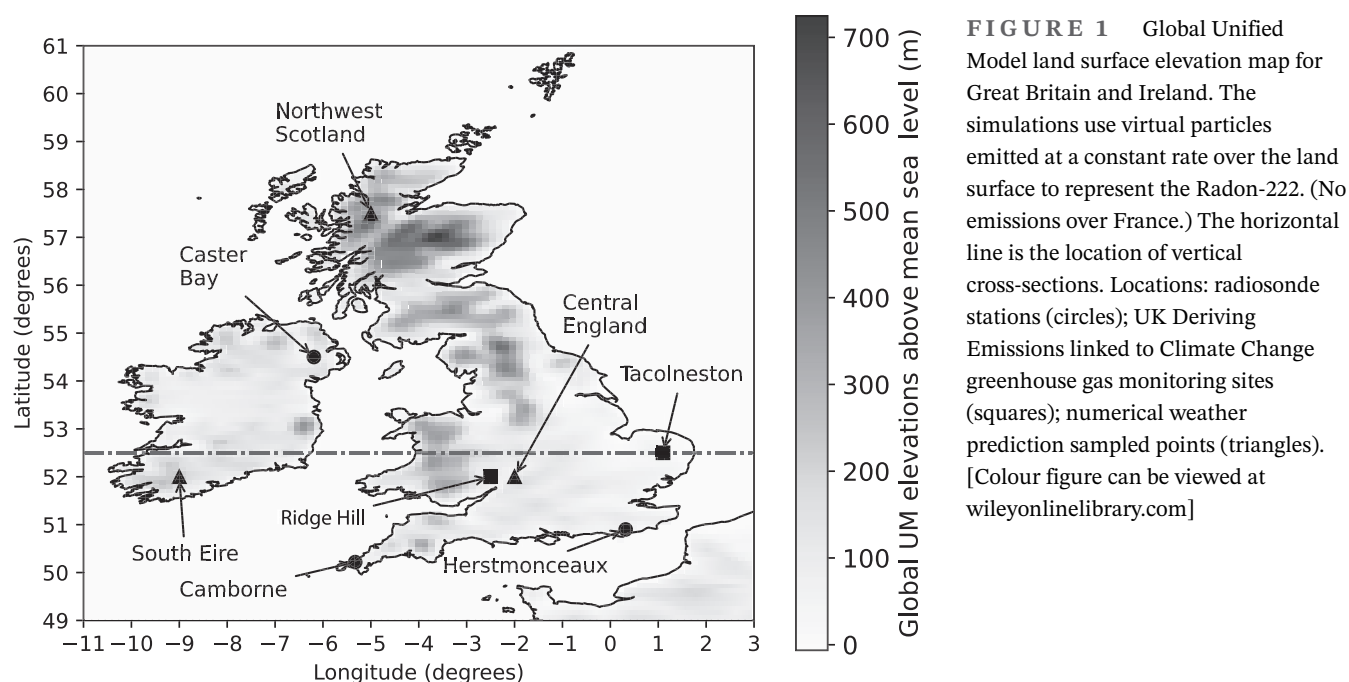 61
60
59
58
57
56
55
54
53
52
51
50
49
Latitude (degrees)
−11 −10 −9 −8 −7 −6 −5 −4 −3 −2 −1 0 1 2 3
Longitude (degrees)
Northwest
Scotland
Caster
Bay
Central
England
Tacolneston
Ridge Hill
South Eire
Herstmonceaux
Camborne
700
600
500
400
300
200
100
0
Global UM elevations above mean sea level (m)
FIGURE 1 Global Unified
Model land surface elevation map for
Great Britain and Ireland. The
simulations use virtual particles
emitted at a constant rate over the land
surface to represent the Radon-222. (No
emissions over France.) The horizontal
line is the location of vertical
cross-sections. Locations: radiosonde
stations (circles); UK Deriving
Emissions linked to Climate Change
greenhouse gas monitoring sites
(squares); numerical weather
prediction sampled points (triangles).
[Colour figure can be viewed at
wileyonlinelibrary.com]